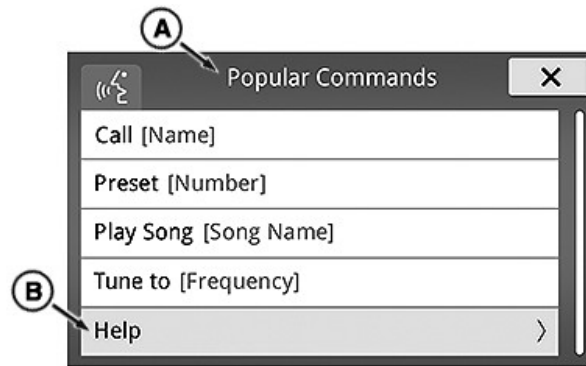 A
Popular Commands
Call [Name]
Preset [Number]
Play Song [Song Name]
Tune to [Frequency]
B
Help